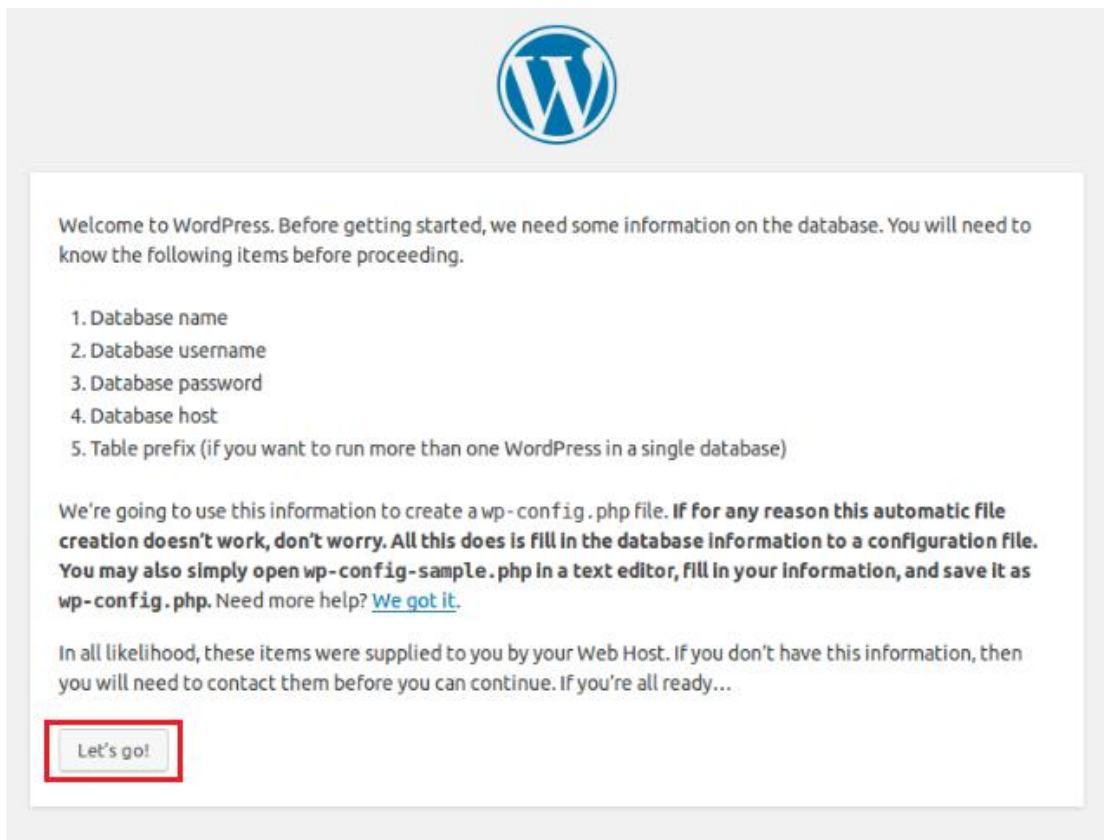 Welcome to WordPress. Before getting started, we need some information on the database. You will need to
know the following items before proceeding.
1. Database name
2. Database username
3. Database password
4. Database host
5. Table prefix (if you want to run more than one WordPress in a single database)
We're going to use this information to create a wp-config.php file. If for any reason this automatic file
creation doesn't work, don't worry. All this does is fill in the database information to a configuration file.
You may also simply open wp-config-sample.php in a text editor, fill in your information, and save it as
wp-config.php. Need more help? We got it.
In all likelihood, these items were supplied to you by your Web Host. If you don't have this information, then
you will need to contact them before you can continue. If you're all ready…
Let's go!